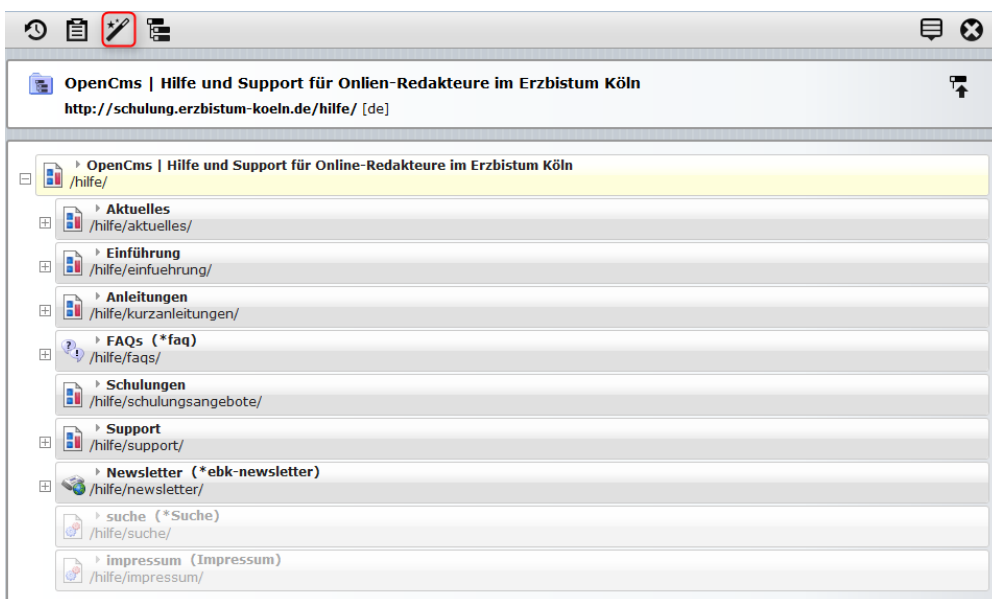 OpenCms | Hilfe und Support für Onlien-Redakteure im Erzbistum Köln
http://schulung.erzbistum-koeln.de/hilfe/ [de]
OpenCms | Hilfe und Support für Online-Redakteure im Erzbistum Köln
/hilfe/
Aktuelles
/hilfe/aktuelles/
Einführung
/hilfe/einfuehrung/
Anleitungen
/hilfe/kurzanleitungen/
FAQs (*faq)
/hilfe/faqs/
Schulungen
/hilfe/schulungsangebote/
Support
/hilfe/support/
Newsletter (*ebk-newsletter)
/hilfe/newsletter/
suche (*Suche)
/hilfe/suche/
impressum (Impressum)
/hilfe/impressum/